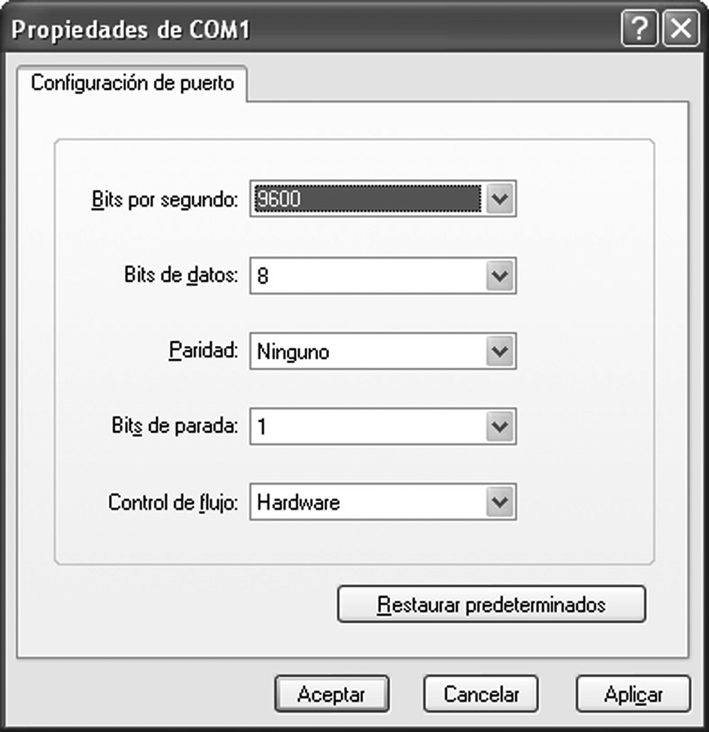 Propiedades de COM1
Configuración de puerto
Bits por segundo: 9600
Bits de datos: 8
Paridad: Ninguno
Bits de parada: 1
Control de flujo: Hardware
Restaurar predeterminados
Aceptar Cancelar Aplicar